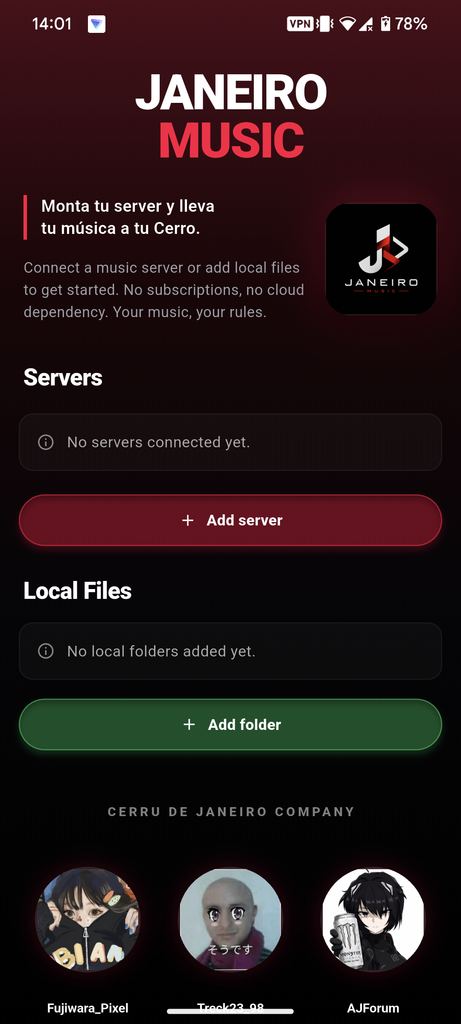 14:01
VPN
78%
JANEIRO
MUSIC
Monta tu server y lleva
tu música a tu Cerro.
Connect a music server or add local files
to get started. No subscriptions, no cloud
dependency. Your music, your rules.
JANEIRO
MUSIC
Servers
No servers connected yet.
+ Add server
Local Files
No local folders added yet.
+ Add folder
CERRU DE JANEIRO COMPANY
BIAN
そうです
Fujiwara_Pixel
Treck23_98
AJForum